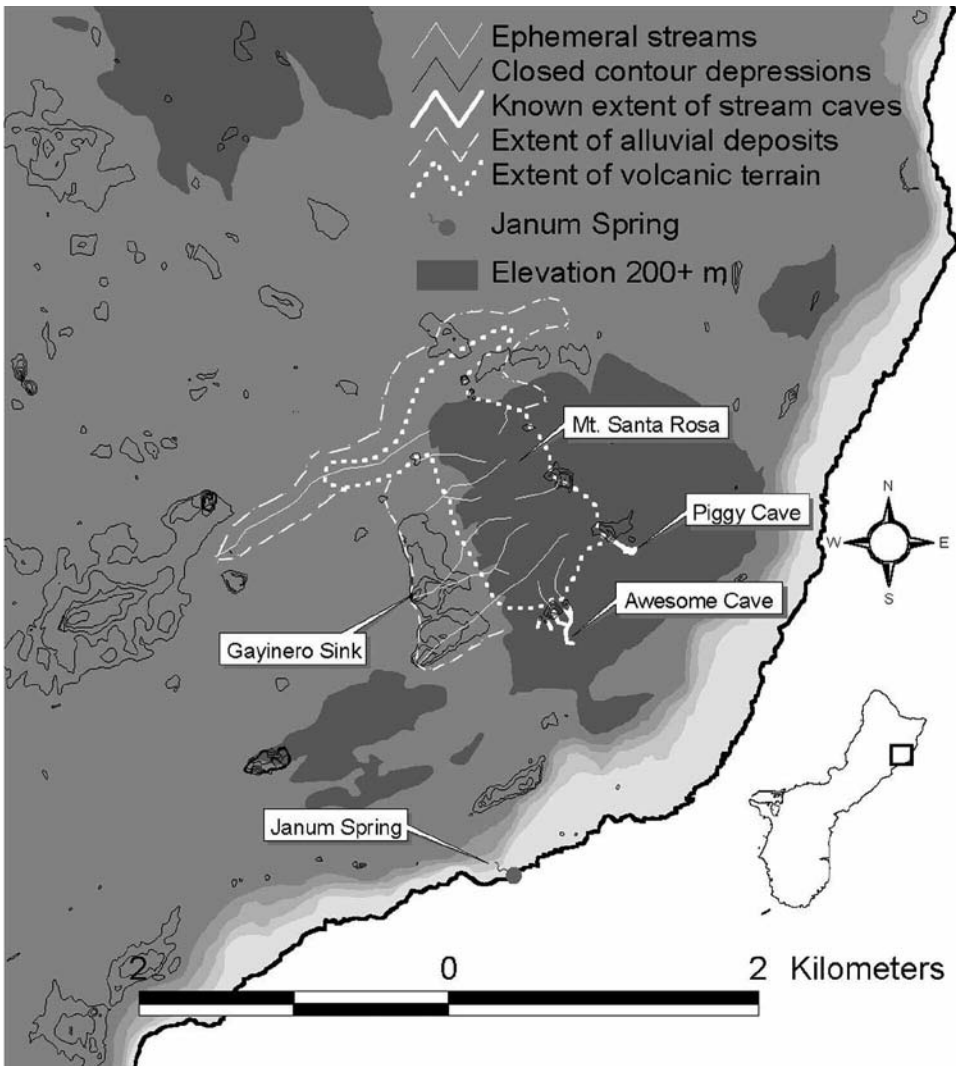 Ephemeral streams
Closed contour depressions
Known extent of stream caves
Extent of alluvial deposits
Extent of volcanic terrain
Janum Spring
Elevation 200+ m
Mt. Santa Rosa
Piggy Cave
N
W E
S
Awesome Cave
Gayinero Sink
Janum Spring
2 0 2 Kilometers